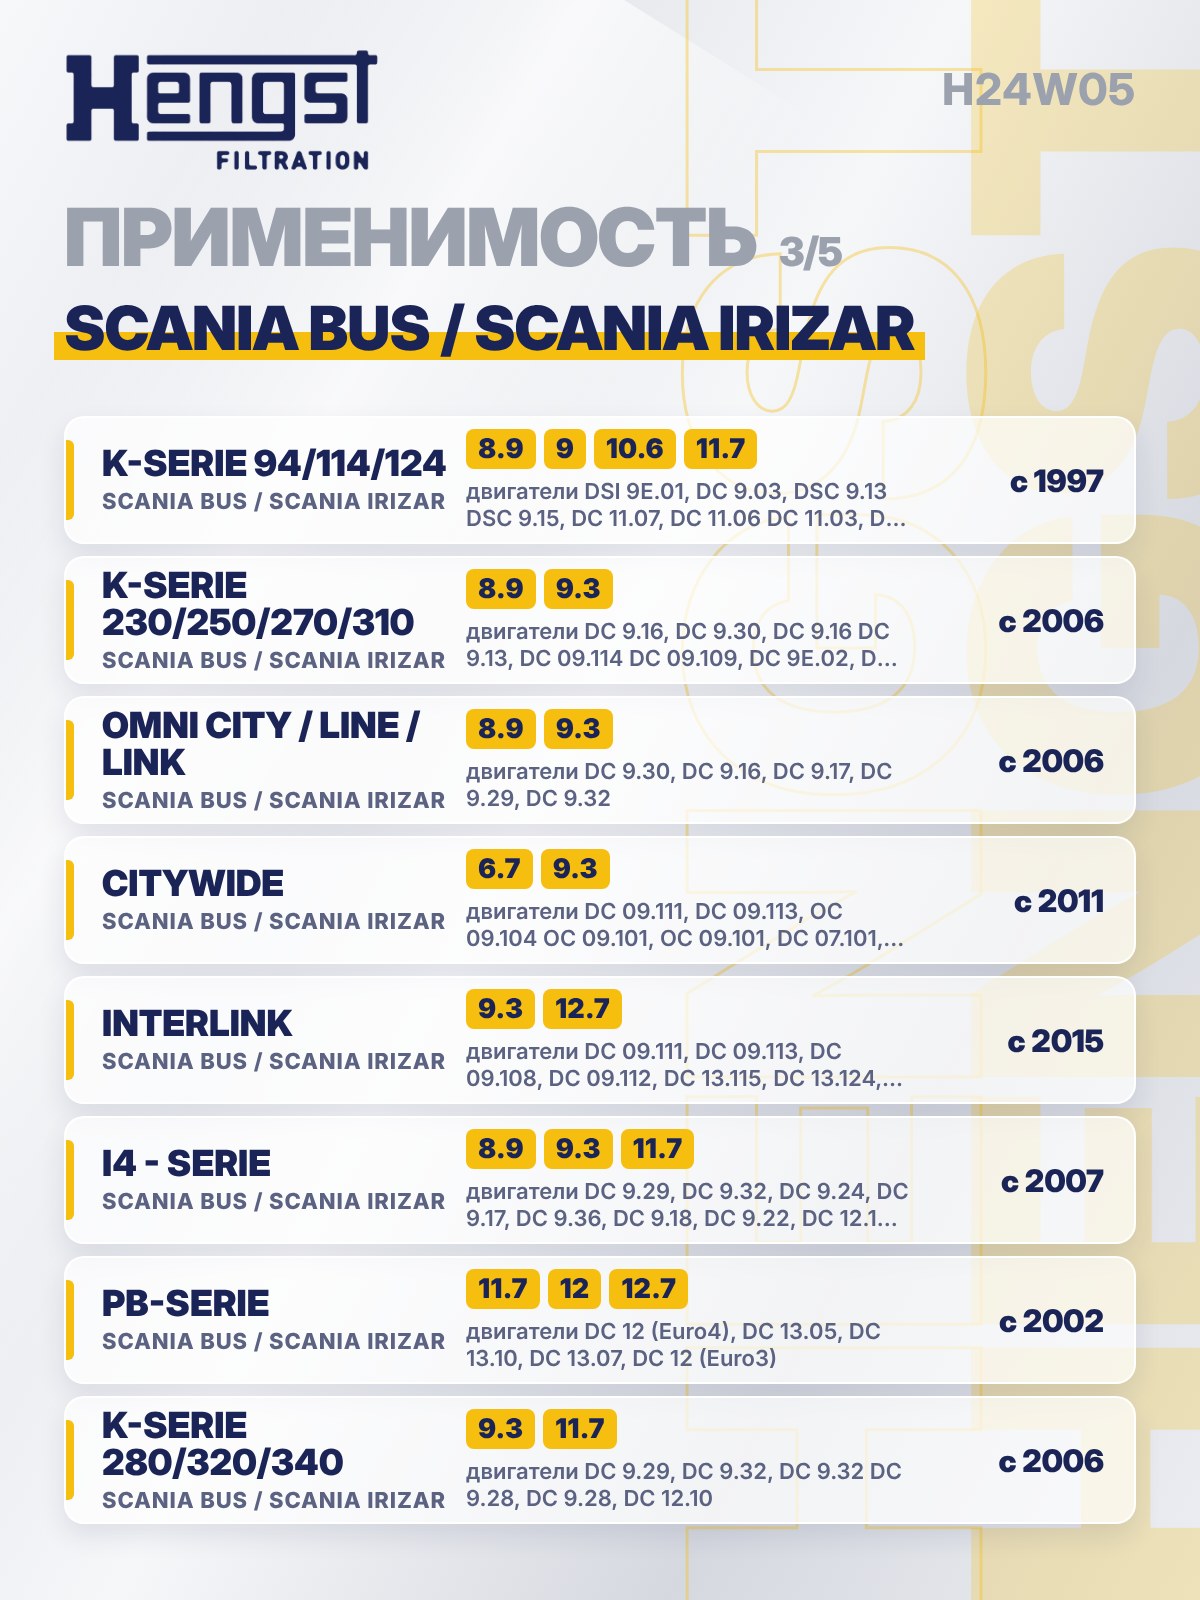 Hengst
FILTRATION
H24W05
ПРИМЕНИМОСТЬ 3/5
SCANIA BUS / SCANIA IRIZAR
K-SERIE 94/114/124
SCANIA BUS / SCANIA IRIZAR
8.9 9 10.6 11.7
двигатели DSI 9E.01, DC 9.03, DSC 9.13
DSC 9.15, DC 11.07, DC 11.06 DC 11.03, D...
с 1997
K-SERIE
230/250/270/310
SCANIA BUS / SCANIA IRIZAR
8.9 9.3
двигатели DC 9.16, DC 9.30, DC 9.16 DC
9.13, DC 09.114 DC 09.109, DC 9E.02, D...
с 2006
OMNI CITY / LINE /
LINK
SCANIA BUS / SCANIA IRIZAR
8.9 9.3
двигатели DC 9.30, DC 9.16, DC 9.17, DC
9.29, DC 9.32
с 2006
CITYWIDE
SCANIA BUS / SCANIA IRIZAR
6.7 9.3
двигатели DC 09.111, DC 09.113, OC
09.104 OC 09.101, OC 09.101, DC 07.101,...
с 2011
INTERLINK
SCANIA BUS / SCANIA IRIZAR
9.3 12.7
двигатели DC 09.111, DC 09.113, DC
09.108, DC 09.112, DC 13.115, DC 13.124,...
с 2015
I4 - SERIE
SCANIA BUS / SCANIA IRIZAR
8.9 9.3 11.7
двигатели DC 9.29, DC 9.32, DC 9.24, DC
9.17, DC 9.36, DC 9.18, DC 9.22, DC 12.1...
с 2007
PB-SERIE
SCANIA BUS / SCANIA IRIZAR
11.7 12 12.7
двигатели DC 12 (Euro4), DC 13.05, DC
13.10, DC 13.07, DC 12 (Euro3)
с 2002
K-SERIE
280/320/340
SCANIA BUS / SCANIA IRIZAR
9.3 11.7
двигатели DC 9.29, DC 9.32, DC 9.32 DC
9.28, DC 9.28, DC 12.10
с 2006